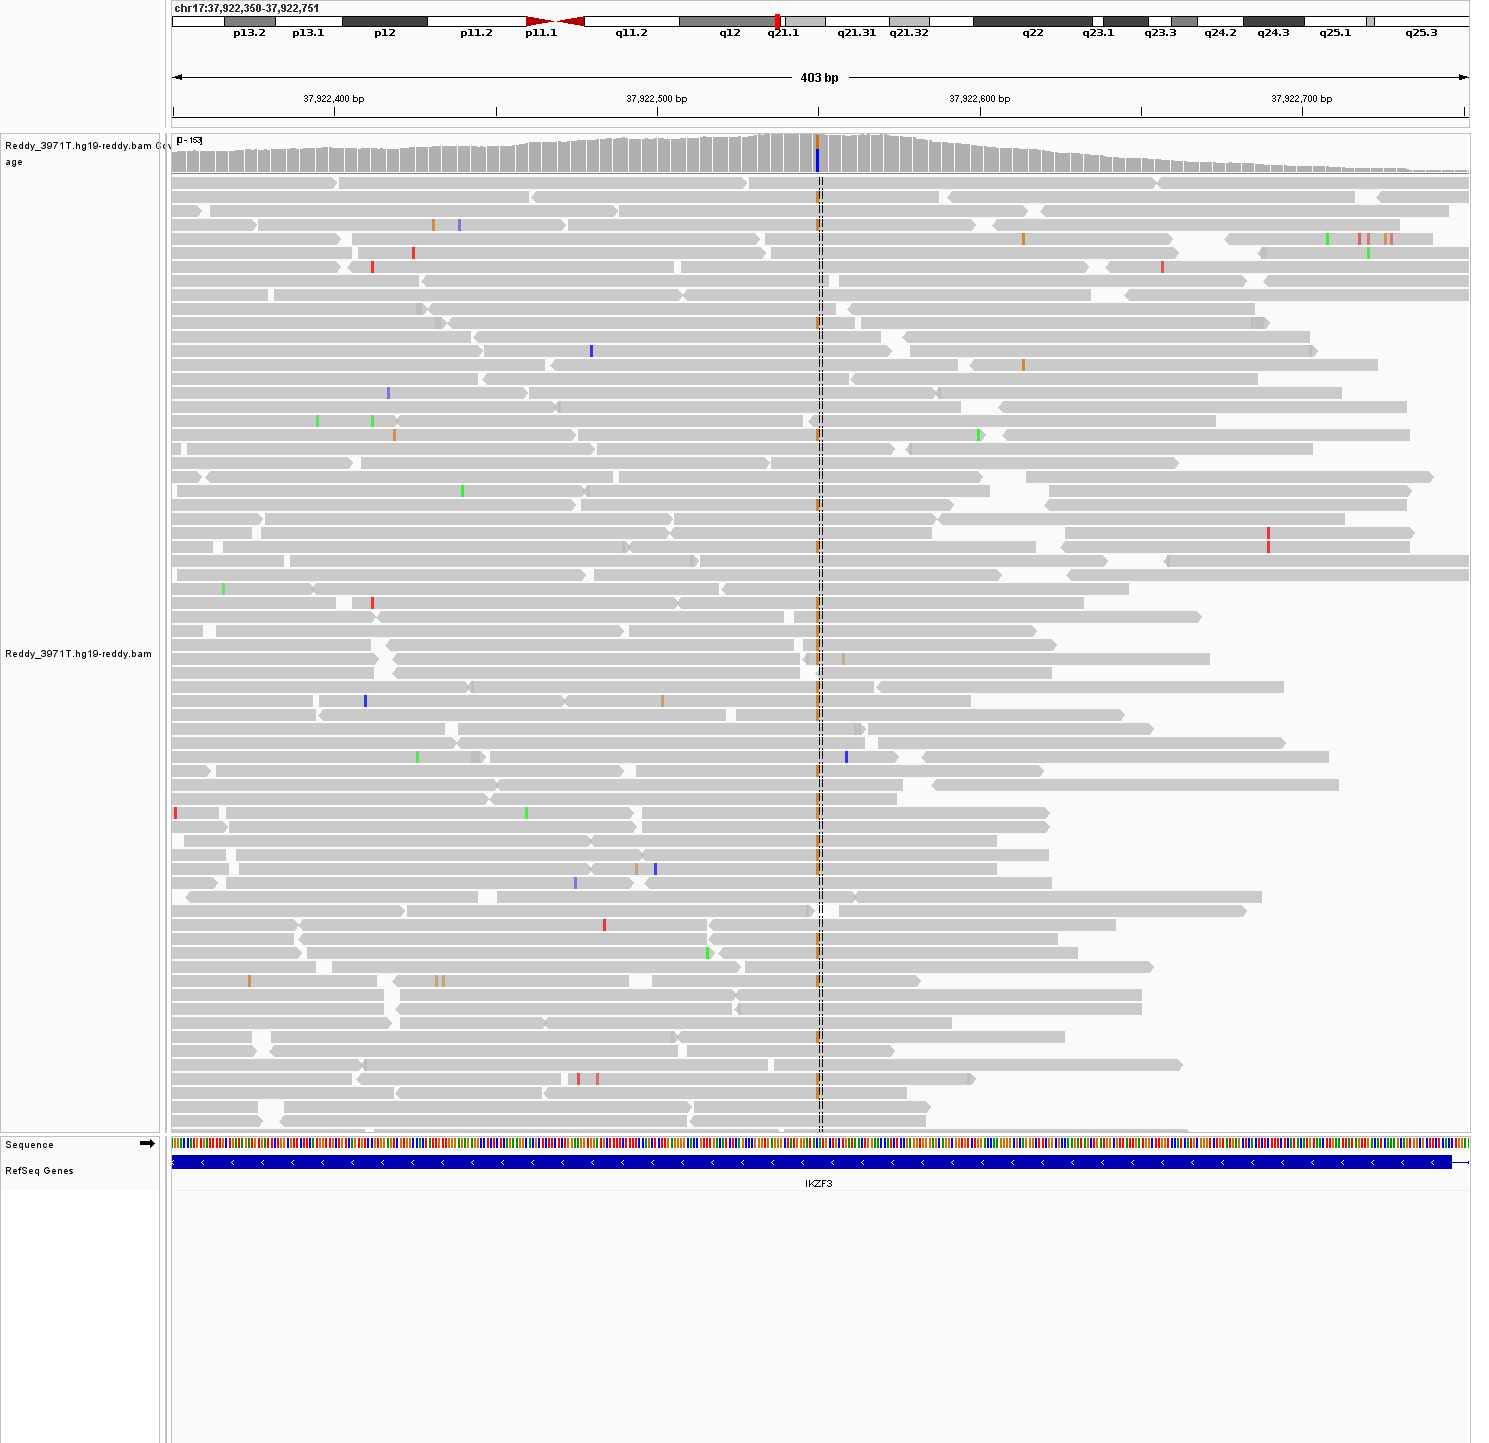 chr17:37,922,350-37,922,751
p13.2 p13.1 p12 p11.2 p11.1 q11.2 q12 q21.1 q21.31 q21.32 q22 q23.1 q23.3 q24.2 q24.3 q25.1 q25.3
403 bp
37,922,400 bp 37,922,500 bp 37,922,600 bp 37,922,700 bp
[0 - 153]
Reddy_3971T.hg19-reddy.bam Cov
age
Reddy_3971T.hg19-reddy.bam
Sequence
RefSeq Genes
IKZF3